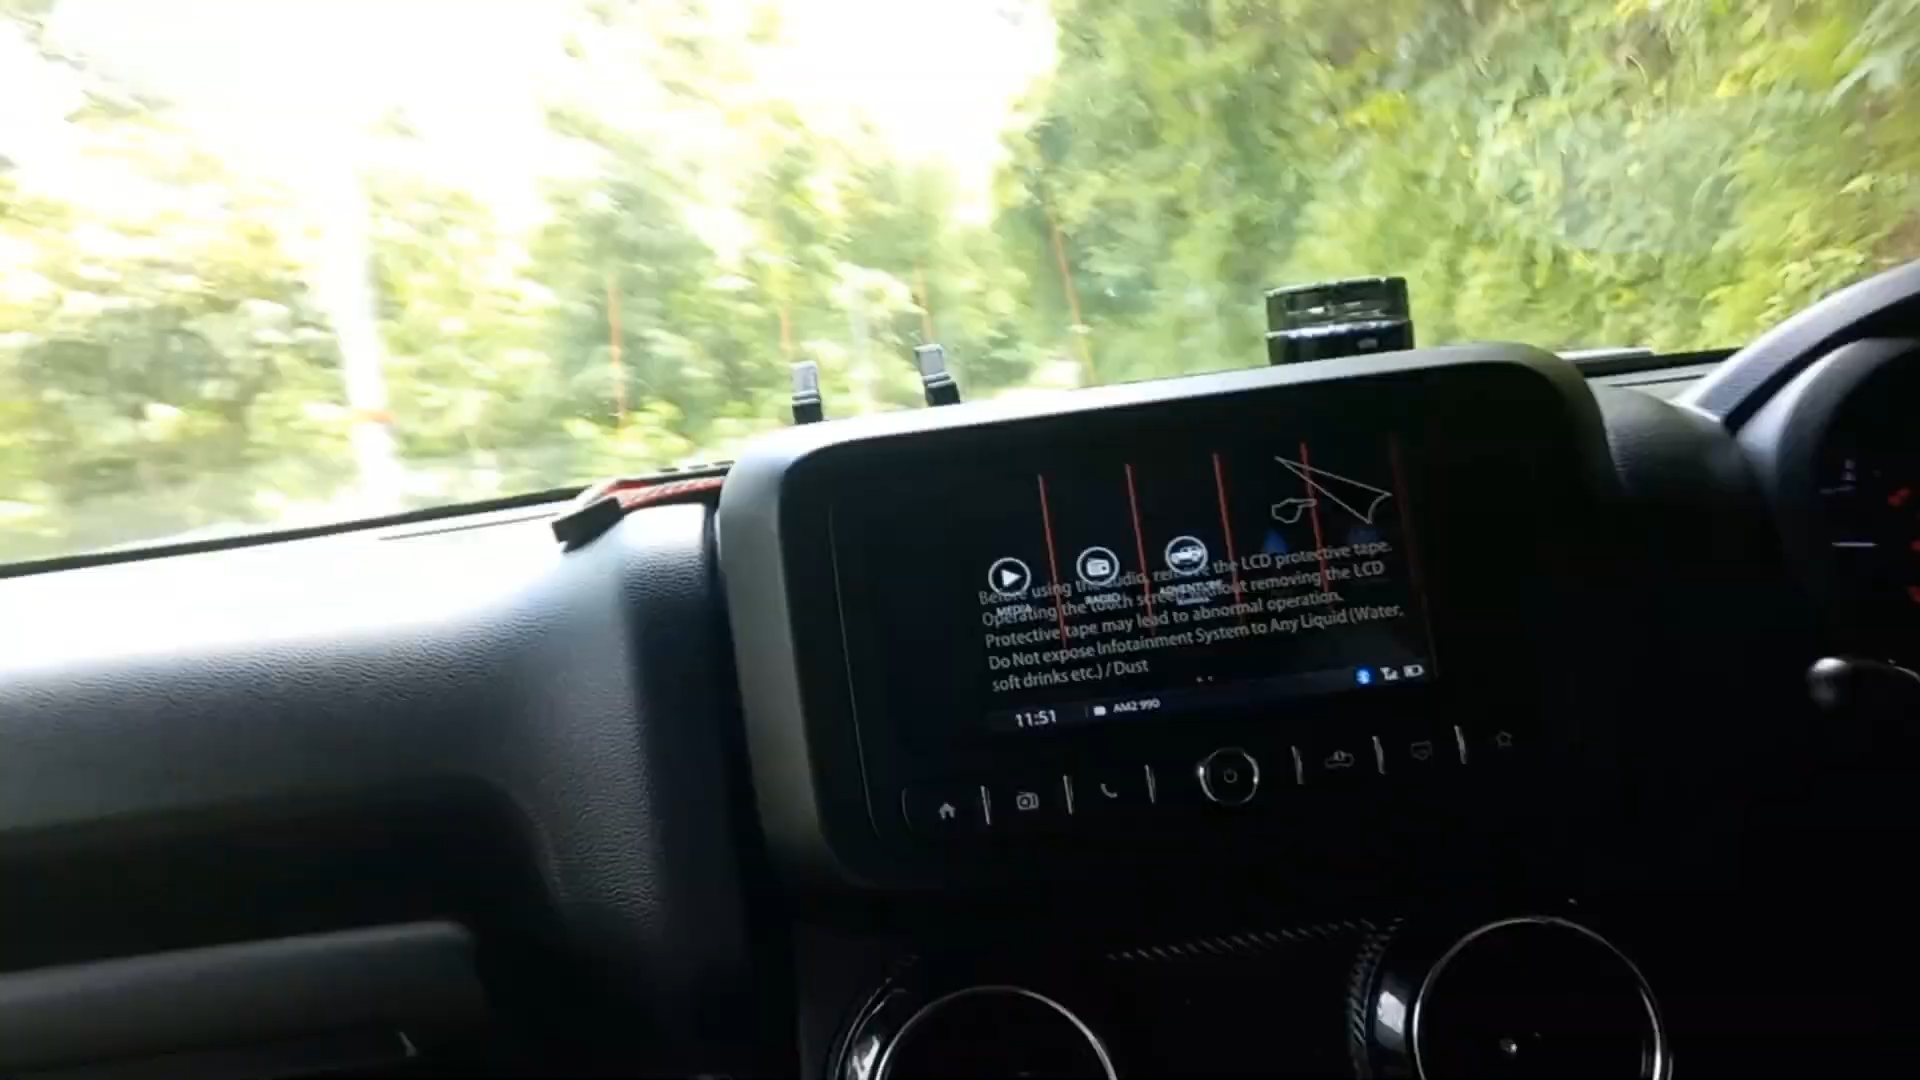 MEDIA
RADIO
ADVENTURE
Before using the audio, remove the LCD protective tape.
Operating the touch screen without removing the LCD
Protective tape may lead to abnormal operation.
Do Not expose Infotainment System to Any Liquid (Water,
soft drinks etc.) / Dust
11:51
AM2 990